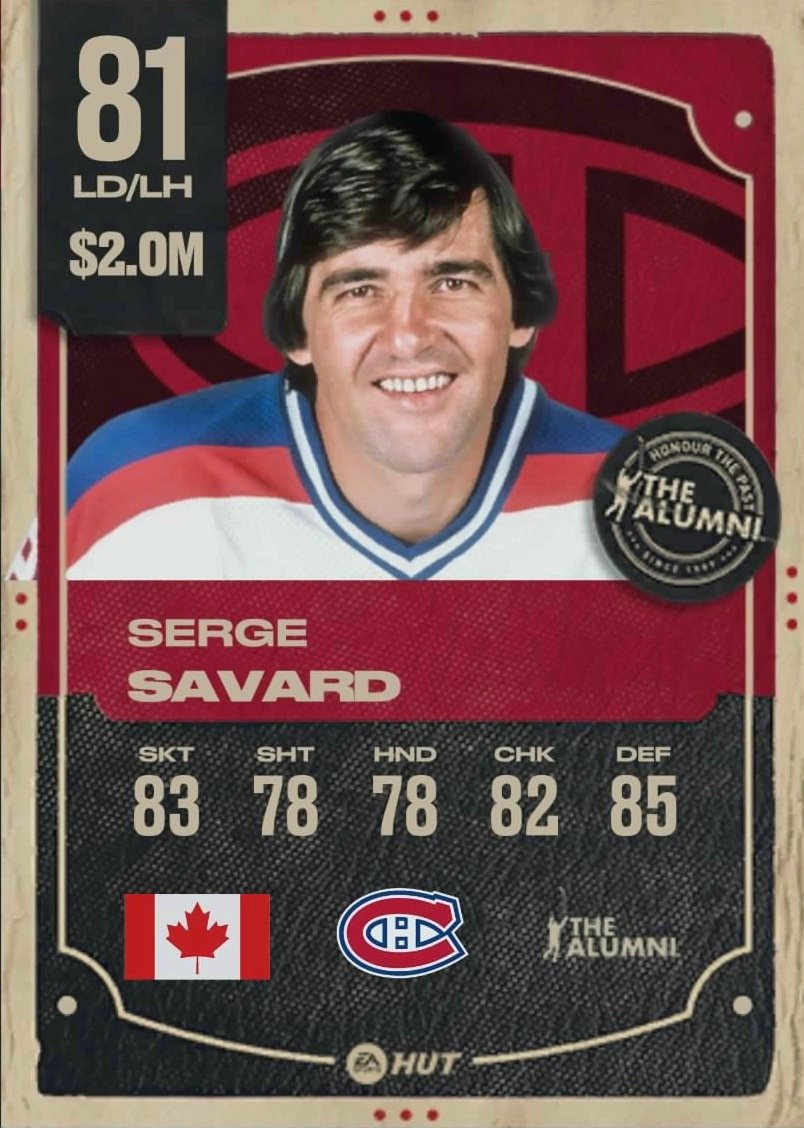 81
LD/LH
$2.0M
HONOUR THE PAST
THE
ALUMNI
SERGE
SAVARD
SKT SHT HND CHK DEF
83 78 78 82 85
THE
ALUMNI
EA
HUT